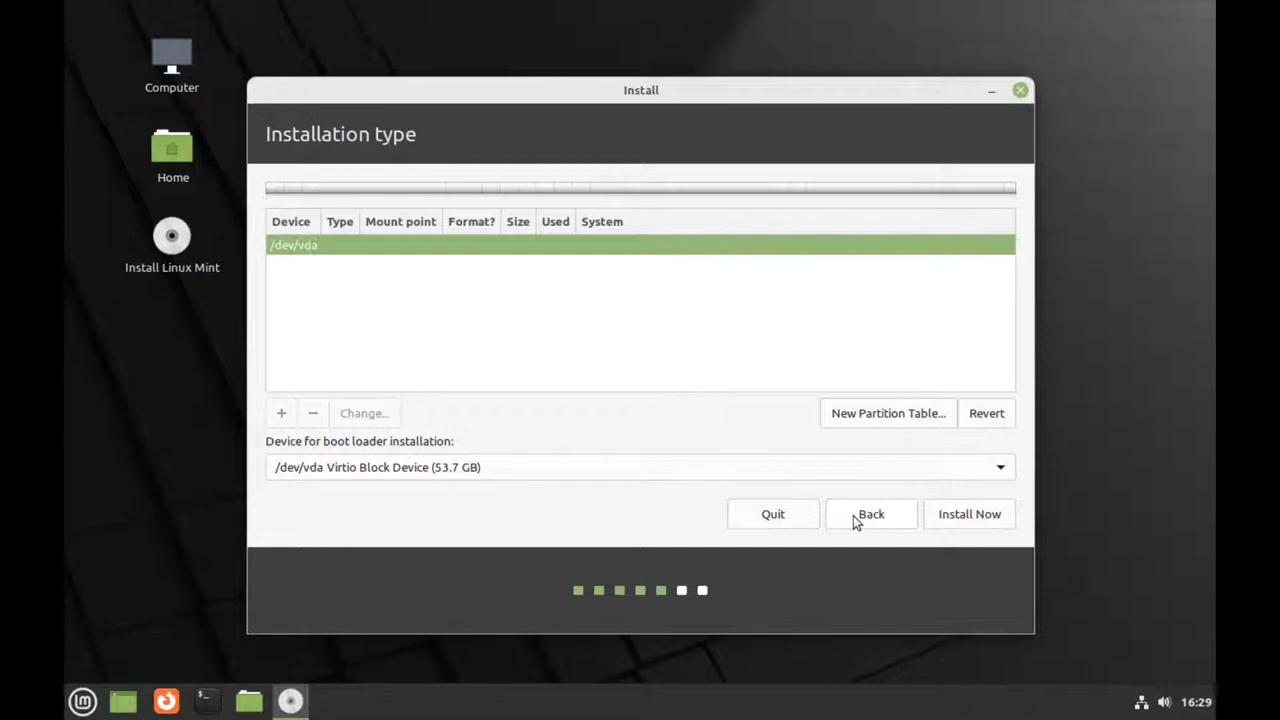 Computer
Home
Install Linux Mint
Install
Installation type
Device Type Mount point Format? Size Used System
/dev/vda
+ − Change... New Partition Table... Revert
Device for boot loader installation:
/dev/vda Virtio Block Device (53.7 GB)
Quit Back Install Now
16:29